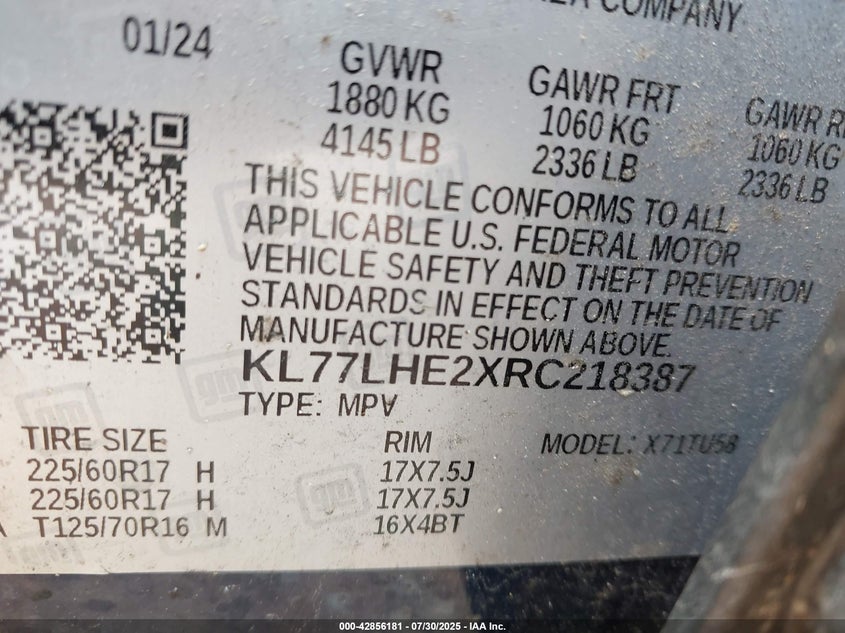 COMPANY
01/24
GVWR GAWR FRT GAWR
1880 KG 1060 KG 1060 KG
4145 LB 2336 LB 2336 LB
THIS VEHICLE CONFORMS TO ALL
APPLICABLE U.S. FEDERAL MOTOR
VEHICLE SAFETY AND THEFT PREVENTION
STANDARDS IN EFFECT ON THE DATE OF
MANUFACTURE SHOWN ABOVE.
KL77LHE2XRC218387
TYPE: MPV
TIRE SIZE RIM MODEL: X71TU58
225/60R17 H 17X7.5J
225/60R17 H 17X7.5J
T125/70R16 M 16X4BT
gm
000-42856181 / 07/30/2025 - IAA Inc.